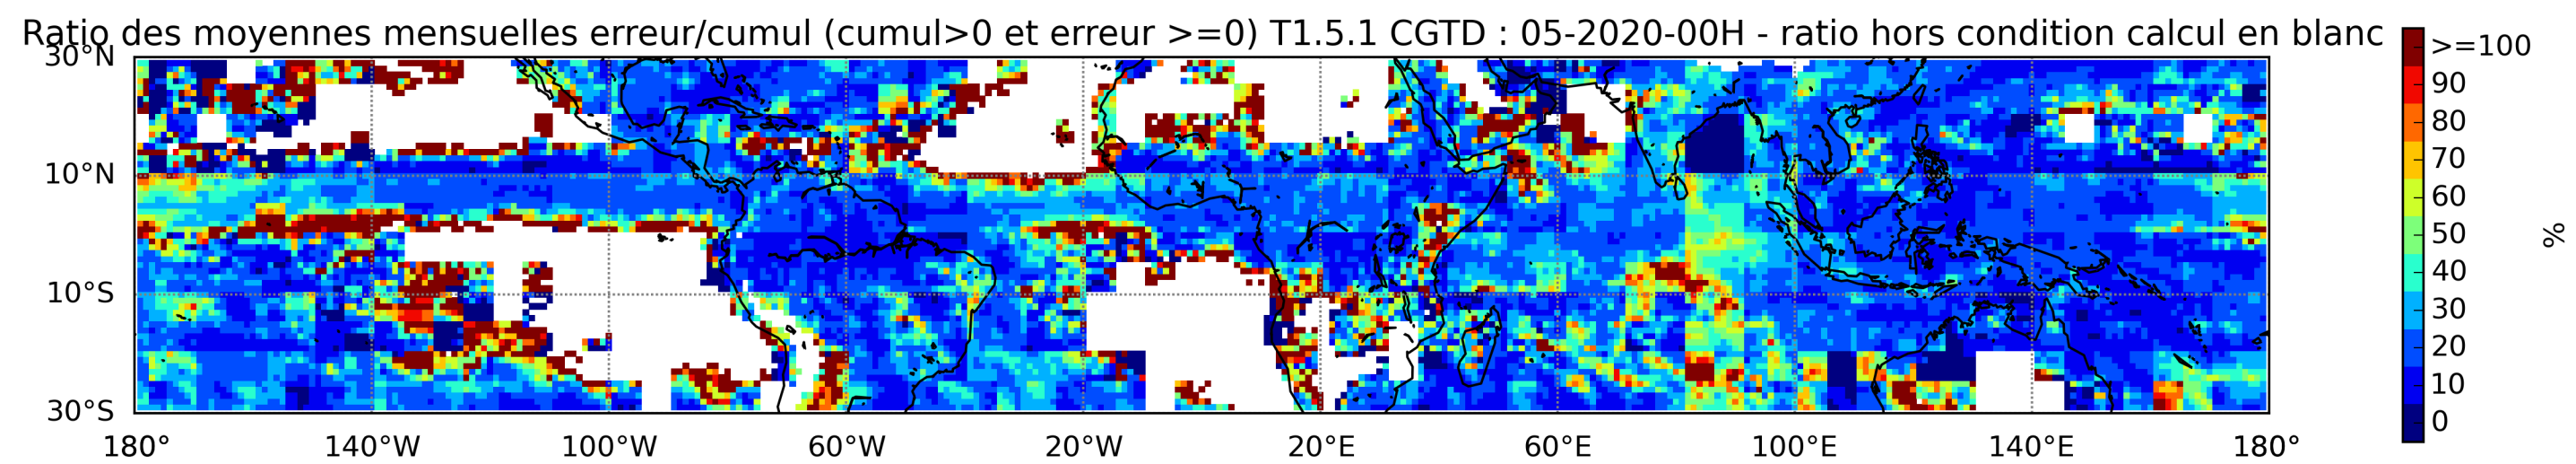 Ratio des moyennes mensuelles erreur/cumul (cumul>0 et erreur >=0) T1.5.1 CGTD : 05-2020-00H - ratio hors condition calcul en blanc
30°N
10°N
10°S
30°S
180° 140°W 100°W 60°W 20°W 20°E 60°E 100°E 140°E 180°
>=100
90
80
70
60
50
40
30
20
10
0
%